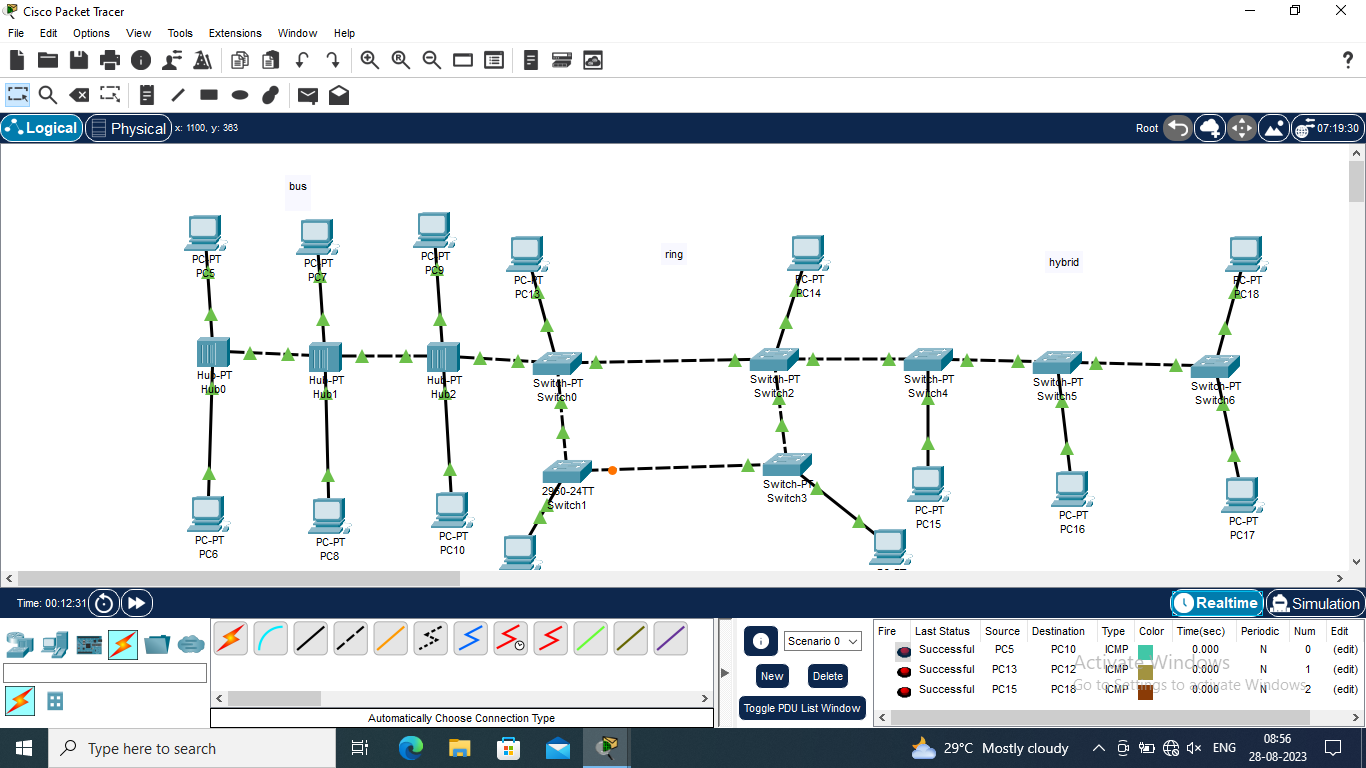 Cisco Packet Tracer
File Edit Options View Tools Extensions Window Help
?
Logical Physical x: 1100, y: 363 Root 07:19:30
bus
ring
hybrid
PC-PT
PC5
PC-PT
PC7
PC-PT
PC9
PC-PT
PC13
PC-PT
PC14
PC-PT
PC18
Hub-PT
Hub0
Hub-PT
Hub1
Hub-PT
Hub2
Switch-PT
Switch0
Switch-PT
Switch2
Switch-PT
Switch4
Switch-PT
Switch5
Switch-PT
Switch6
2960-24TT
Switch1
Switch-PT
Switch3
PC-PT
PC6
PC-PT
PC8
PC-PT
PC10
PC-PT
PC15
PC-PT
PC16
PC-PT
PC17
Time: 00:12:31 Realtime Simulation
Scenario 0
New Delete
Toggle PDU List Window
Automatically Choose Connection Type
Fire Last Status Source Destination Type Color Time(sec) Periodic Num Edit
Successful PC5 PC10 ICMP 0.000 N 0 (edit)
Successful PC13 PC12 ICMP 0.000 N 1 (edit)
Successful PC15 PC18 ICMP 0.000 N 2 (edit)
Activate Windows
Go to Settings to activate Windows.
Type here to search
29°C Mostly cloudy
ENG
08:56
28-08-2023